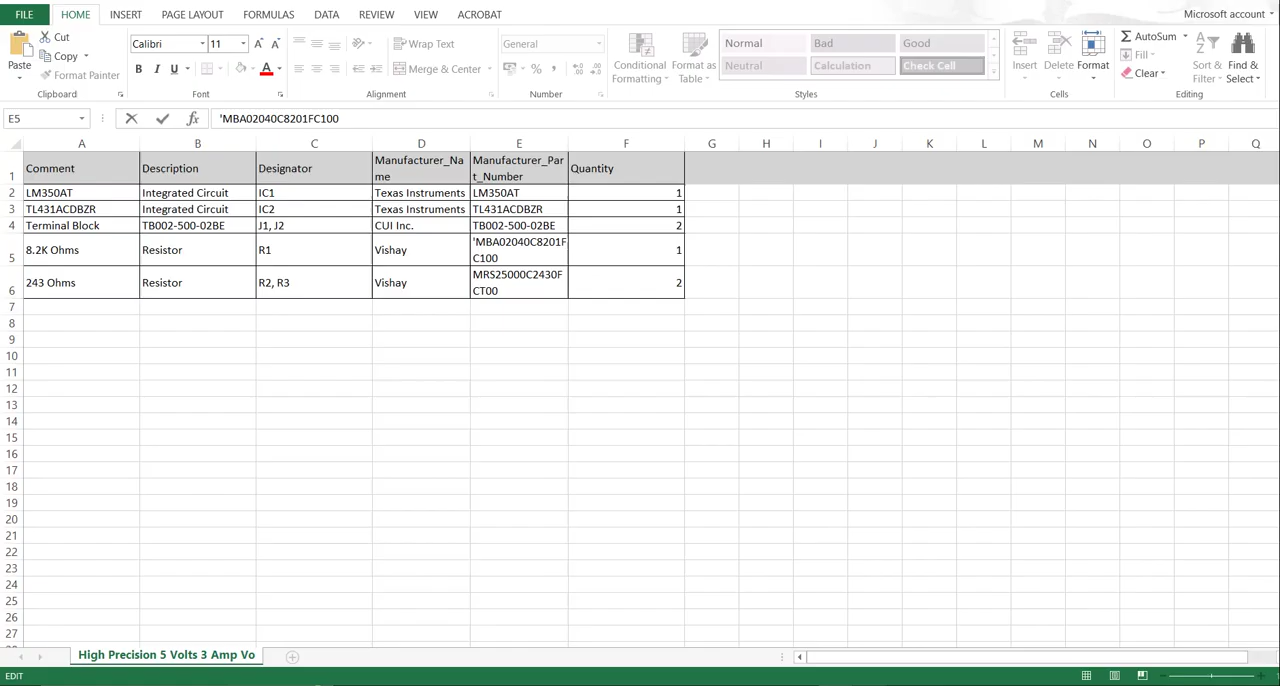 FILE HOME INSERT PAGE LAYOUT FORMULAS DATA REVIEW VIEW ACROBAT Microsoft account
Paste Cut Copy Format Painter
Clipboard
Calibri 11 A A
B I U A
Font
Wrap Text
Merge & Center
Alignment
General
% ,
Number
Conditional Formatting Format as Table
Normal Bad Good
Neutral Calculation Check Cell
Styles
Insert Delete Format
Cells
AutoSum
Fill
Clear
Sort & Filter Find & Select
Editing
E5 fx 'MBA02040C8201FC100
A B C D E F G H I J K L M N O P Q
1 Comment Description Designator Manufacturer_Name Manufacturer_Part_Number Quantity
2 LM350AT Integrated Circuit IC1 Texas Instruments LM350AT 1
3 TL431ACDBZR Integrated Circuit IC2 Texas Instruments TL431ACDBZR 1
4 Terminal Block TB002-500-02BE J1, J2 CUI Inc. TB002-500-02BE 2
5 8.2K Ohms Resistor R1 Vishay 'MBA02040C8201FC100 1
6 243 Ohms Resistor R2, R3 Vishay MRS25000C2430FCT00 2
7
8
9
10
11
12
13
14
15
16
17
18
19
20
21
22
23
24
25
26
27
High Precision 5 Volts 3 Amp Vo
EDIT